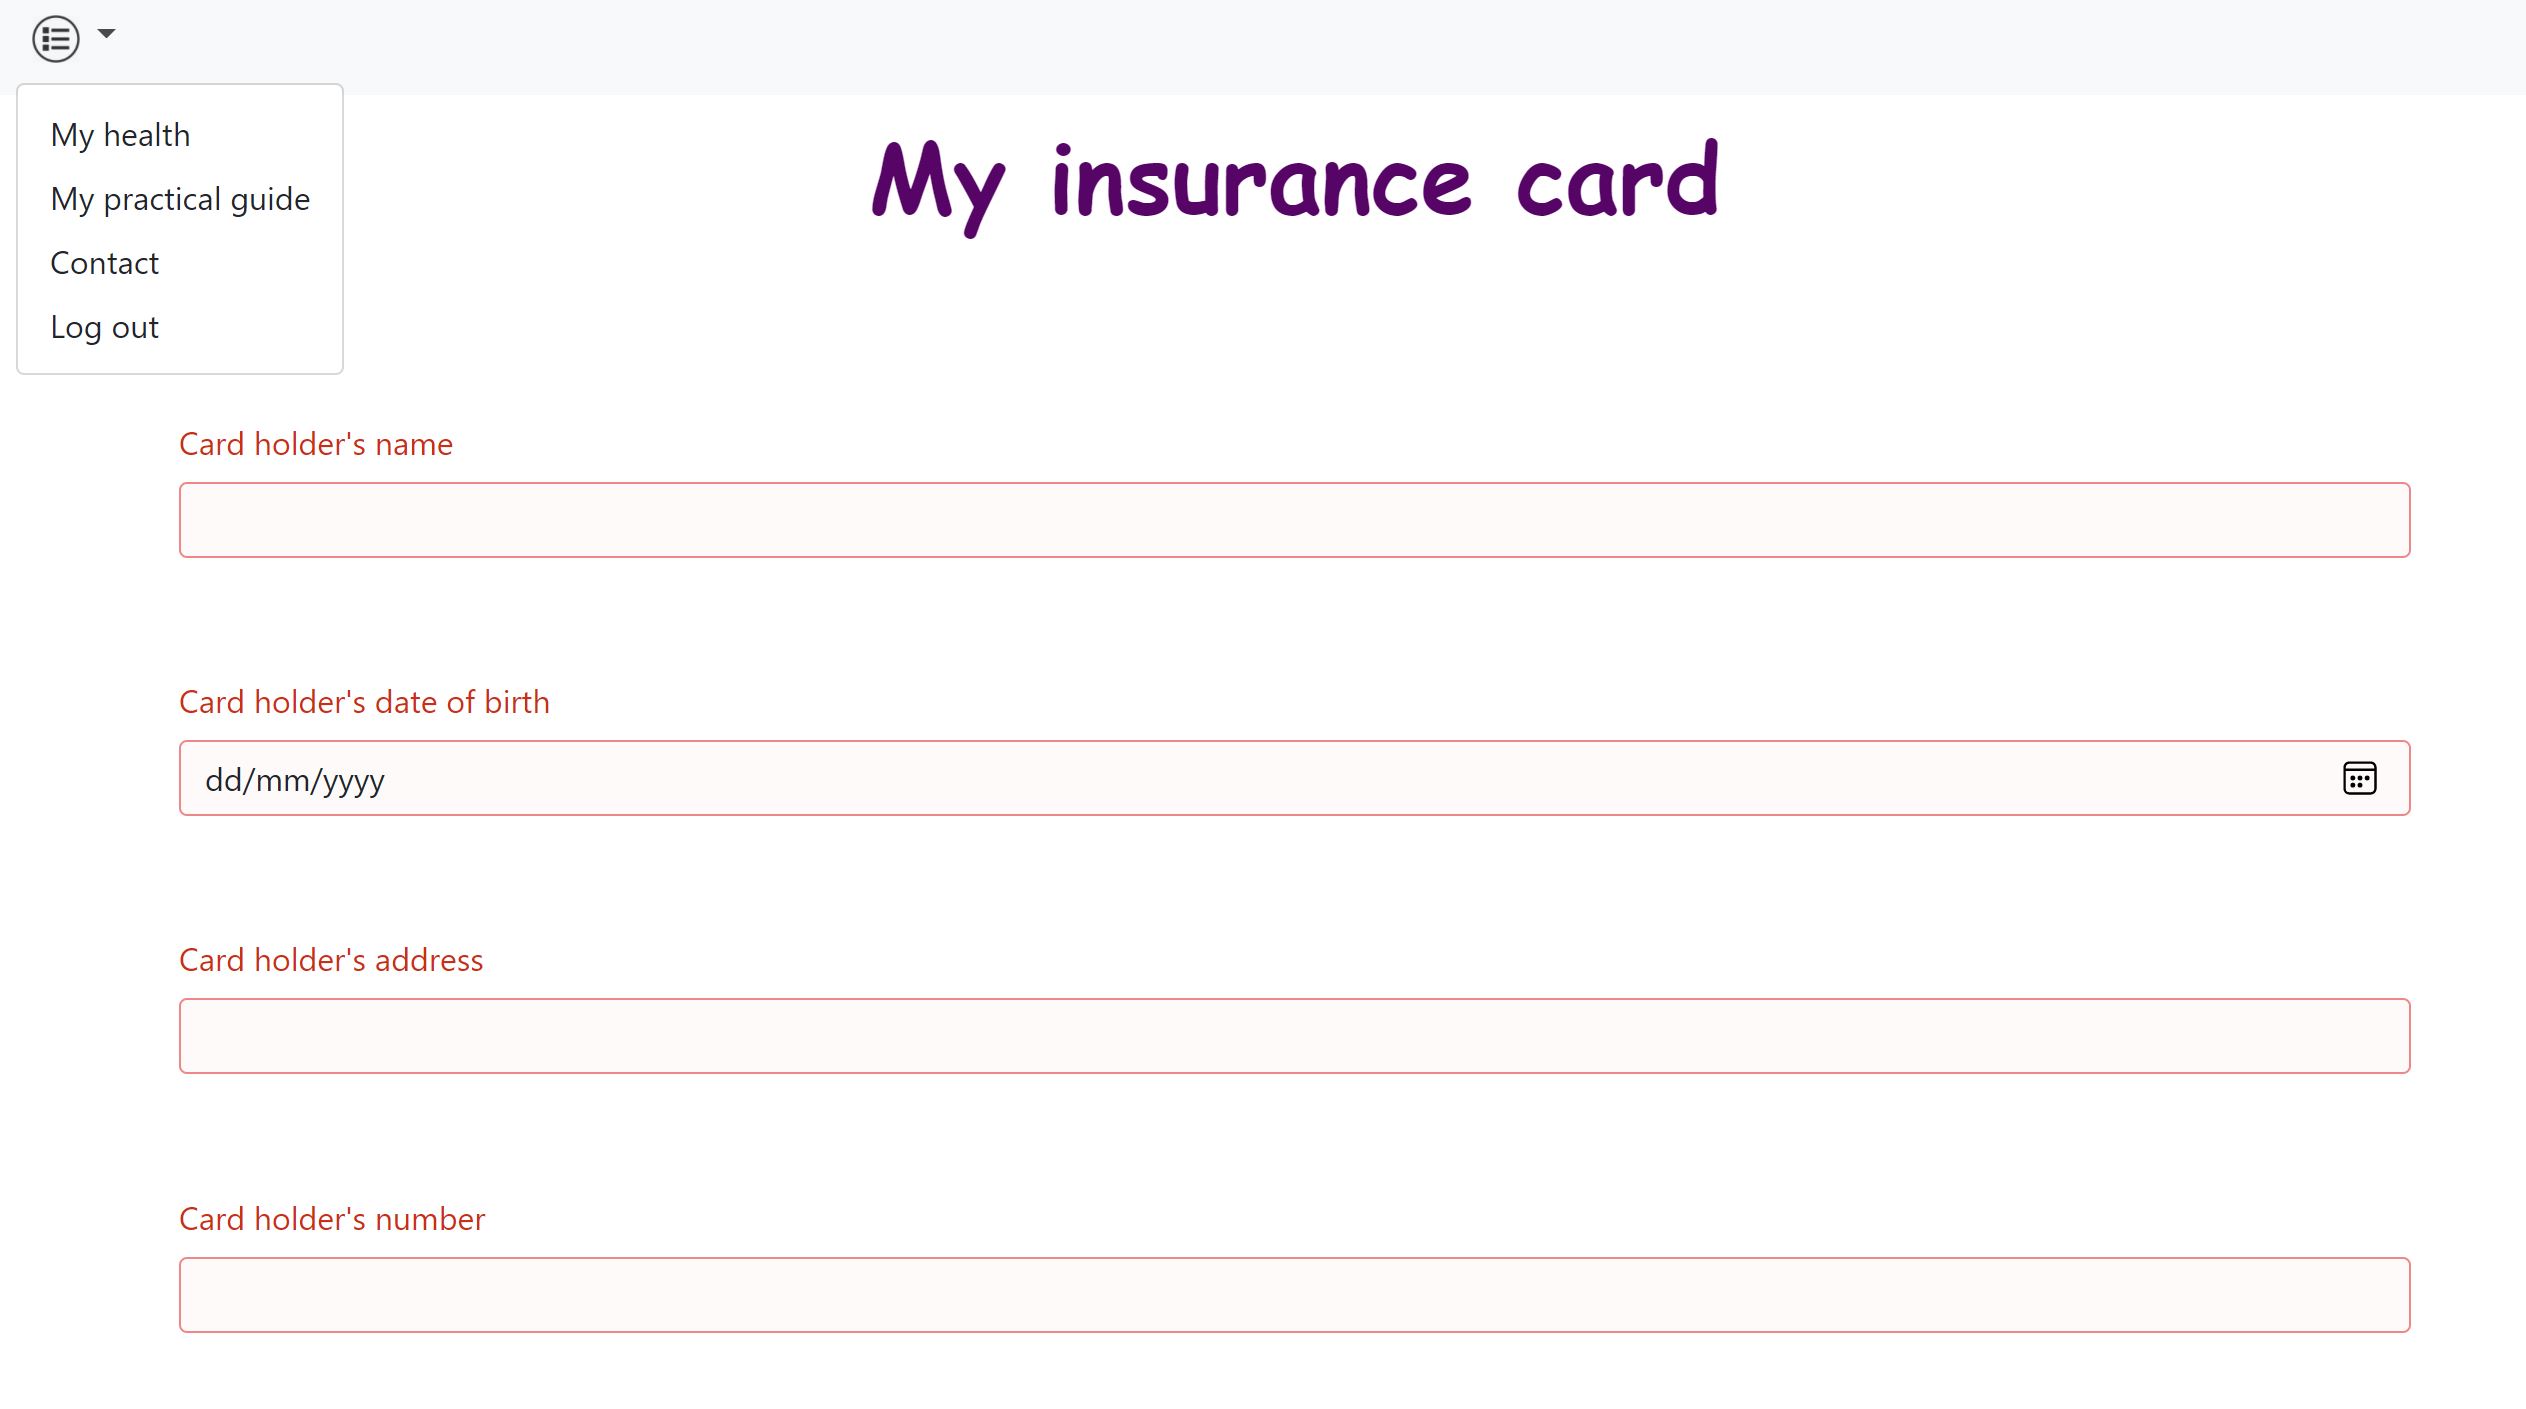 My health
My practical guide
Contact
Log out
My insurance card
Card holder's name
Card holder's date of birth
dd/mm/yyyy
Card holder's address
Card holder's number